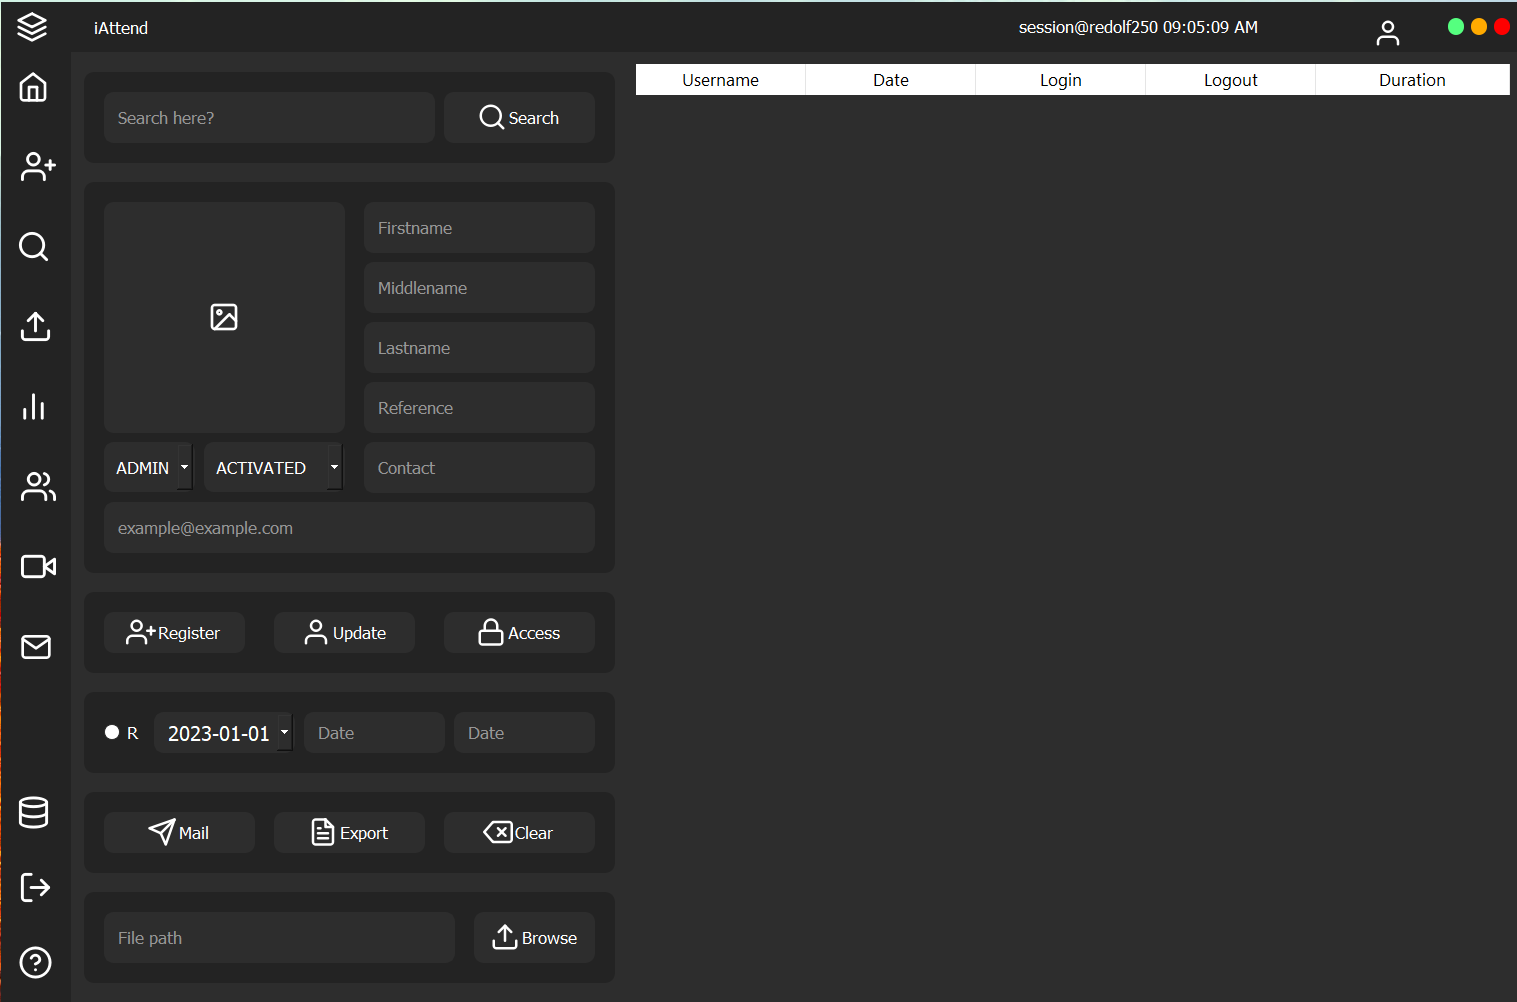 iAttend
session@redolf250 09:05:09 AM
Search here?
Search
Username Date Login Logout Duration
Firstname
Middlename
Lastname
Reference
ADMIN ACTIVATED Contact
example@example.com
Register Update Access
R 2023-01-01 Date Date
Mail Export Clear
File path Browse